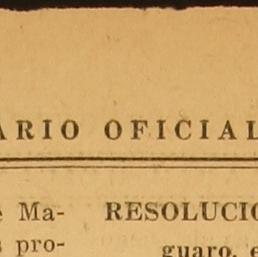 ARIO OFICIAL
e Ma-
s pro-
RESOLUCIO
guaro, e